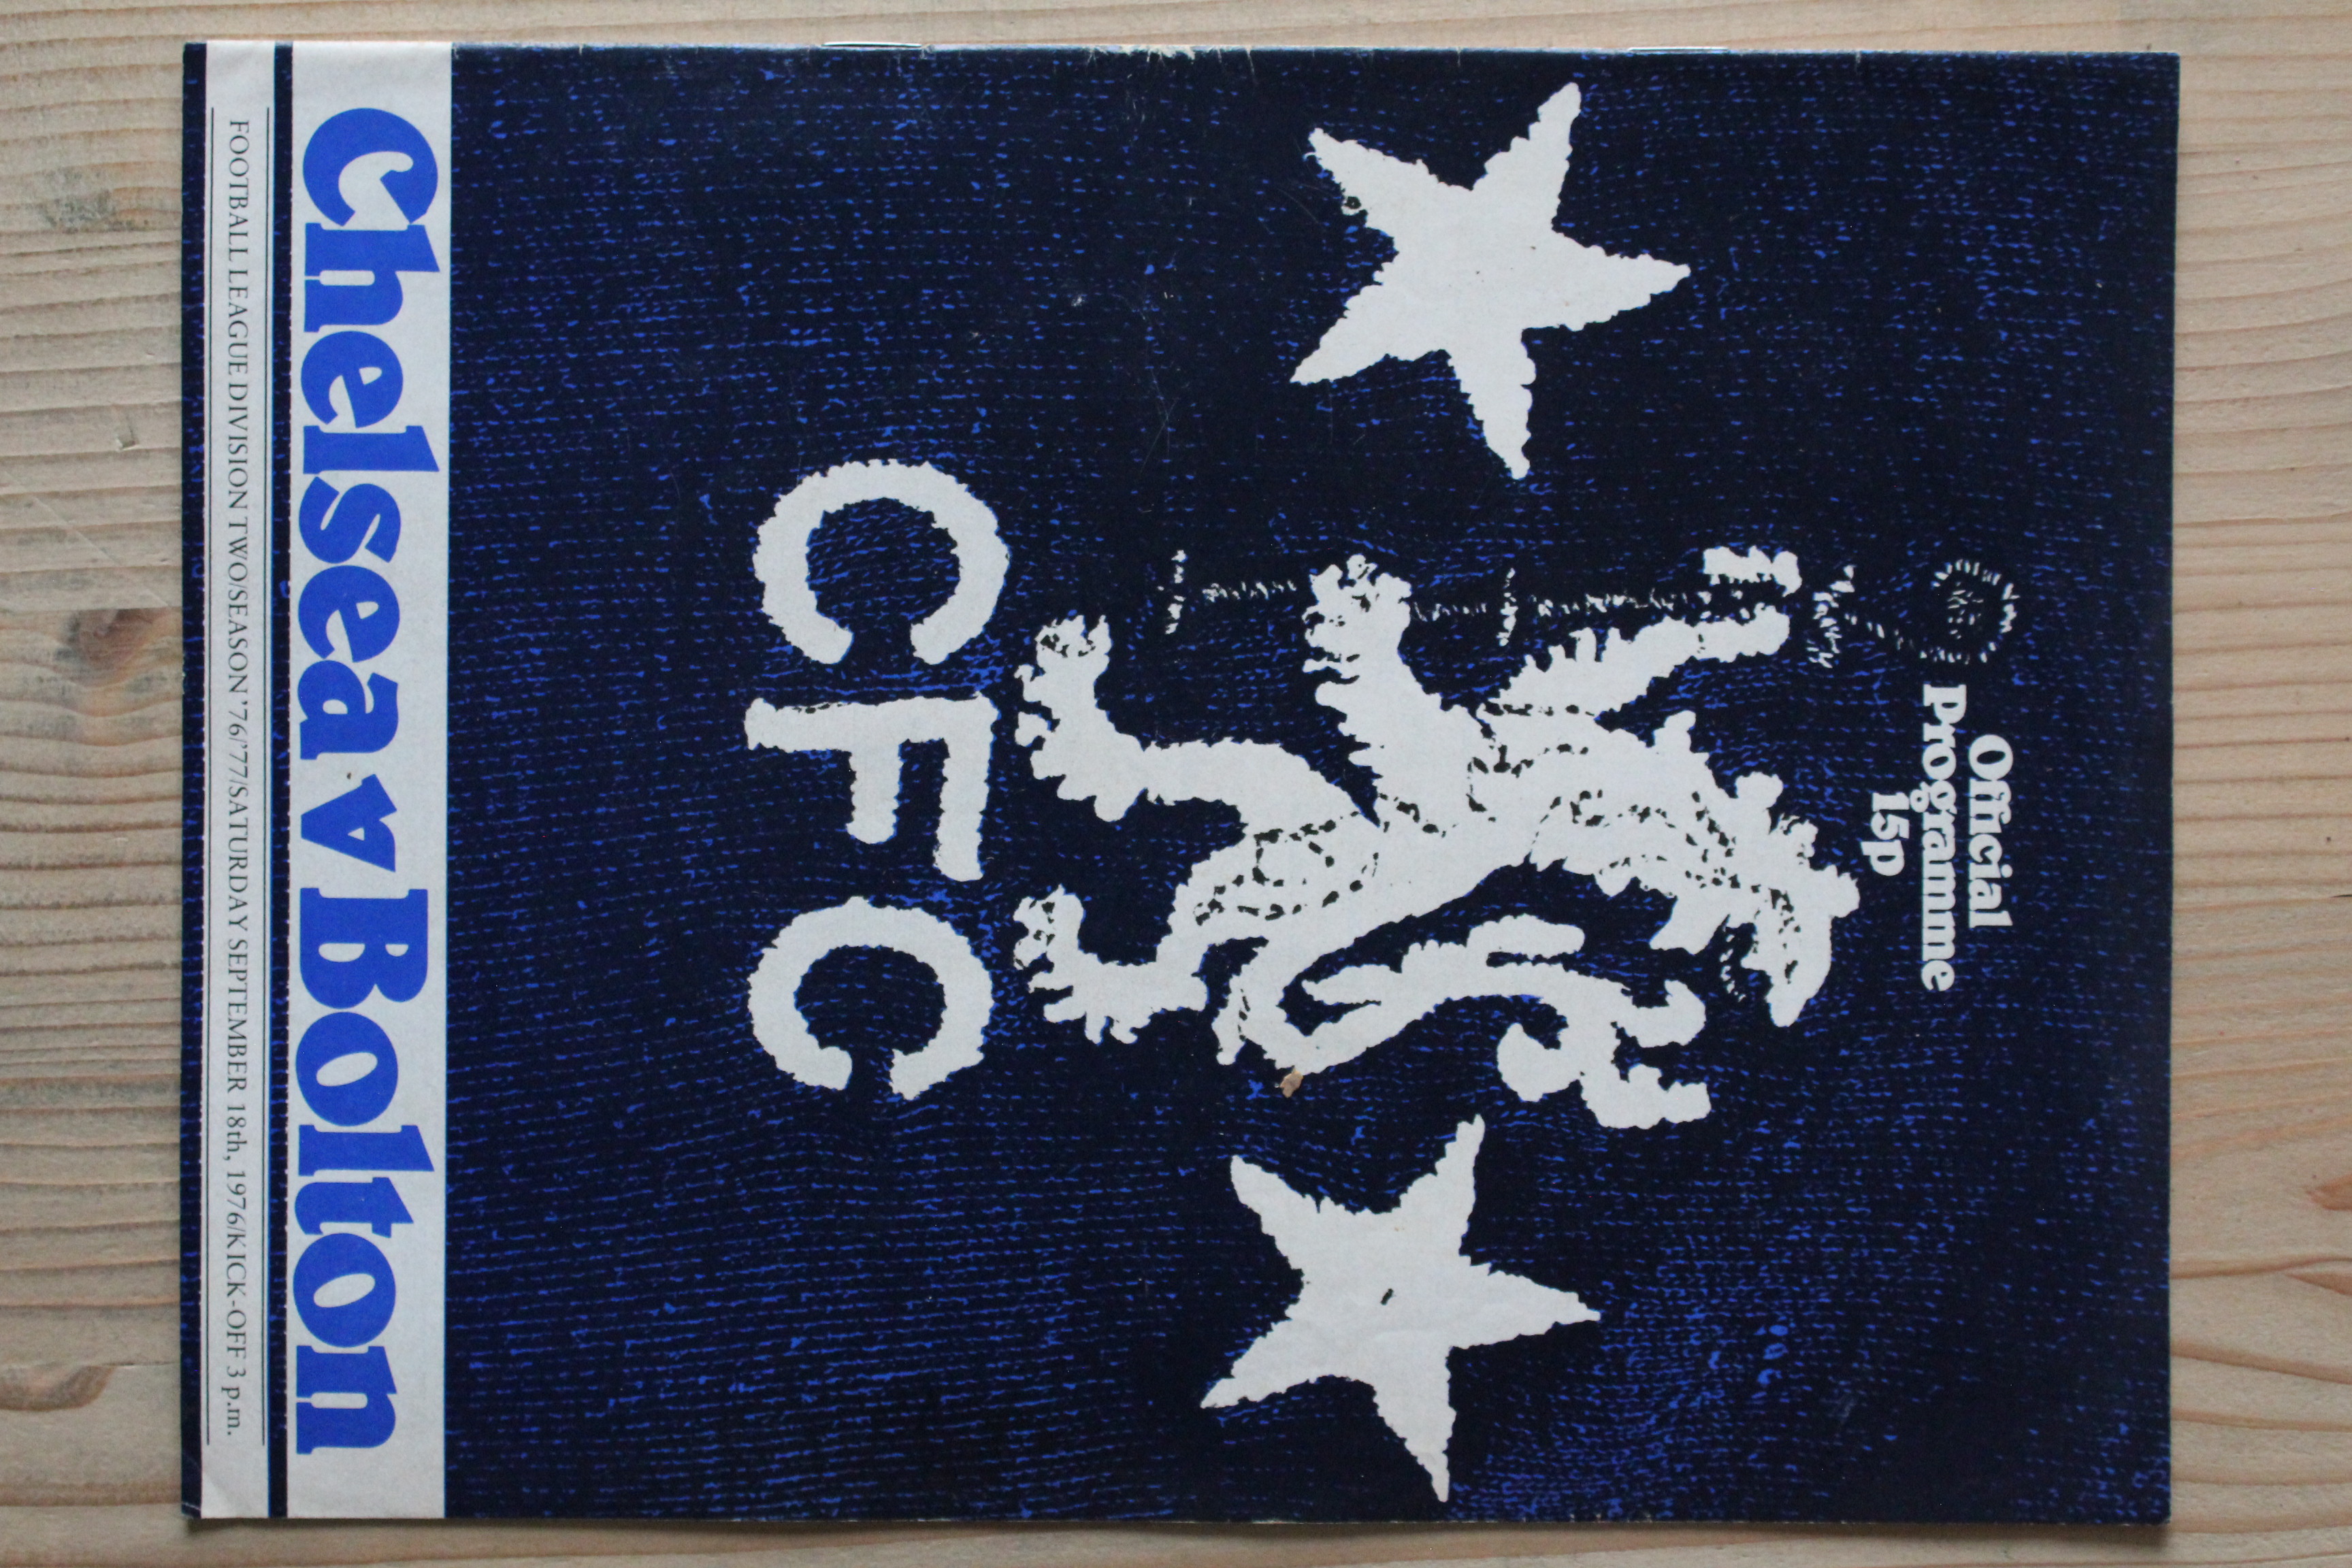 Official
Programme
15p
CFC
Chelsea v Bolton
FOOTBALL LEAGUE DIVISION TWO/SEASON '76/'77/SATURDAY SEPTEMBER 18th, 1976/KICK-OFF 3 p.m.